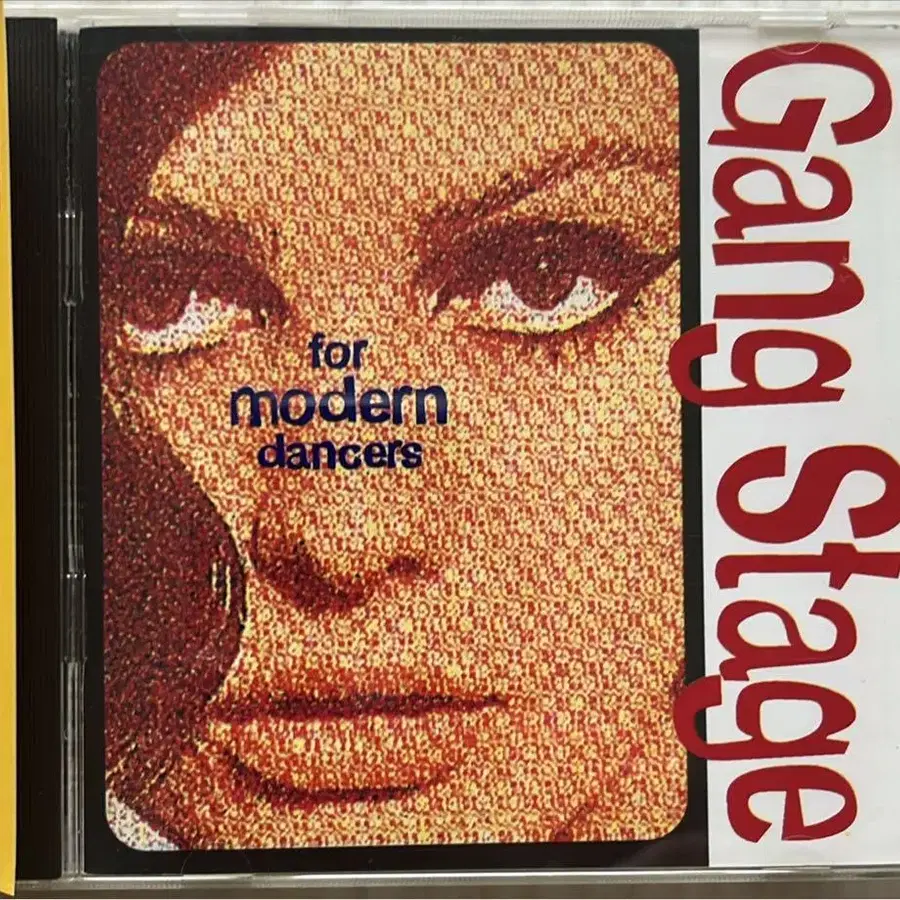 for
modern
dancers
Gang Stage